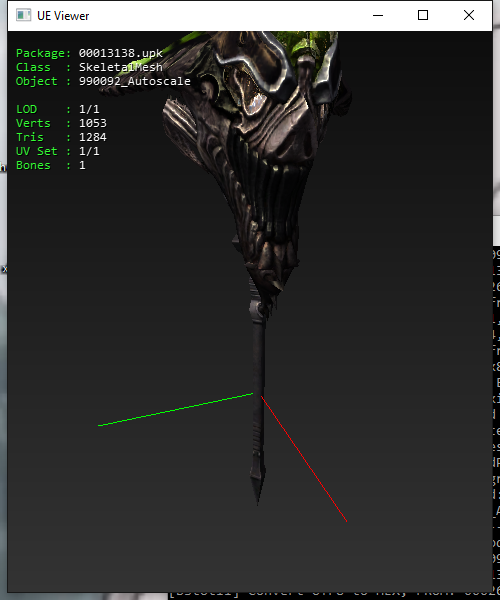 UE Viewer
Package: 00013138.upk
Class : SkeletalMesh
Object : 990092_Autoscale
LOD : 1/1
Verts : 1053
Tris : 1284
UV Set : 1/1
Bones : 1